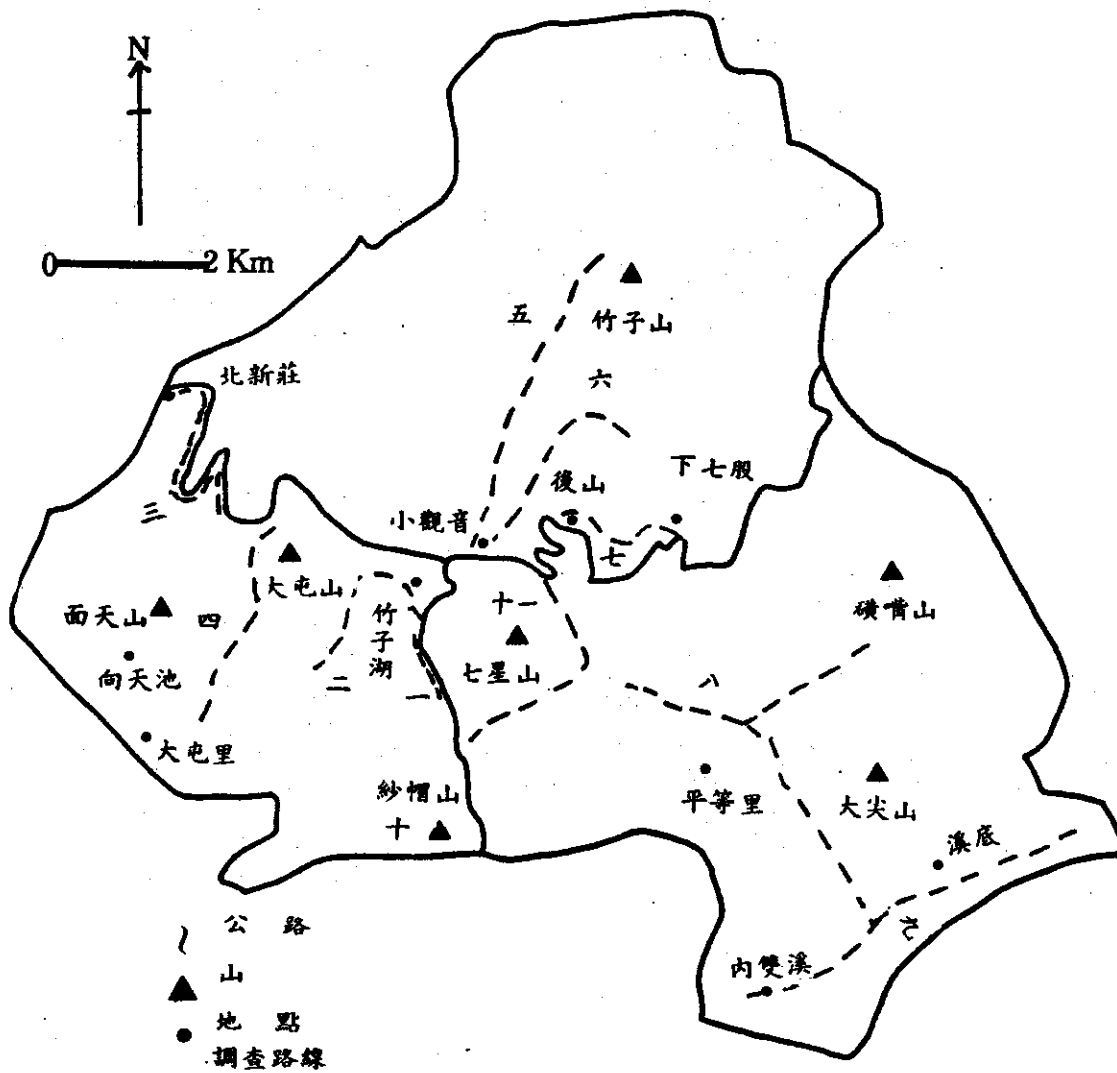 N
0 2 Km
五
竹子山
六
北新莊
下七股
後山
三
小觀音
七
大屯山
十一
磺嘴山
面天山
四
竹子湖
七星山
向天池
二
一
八
大屯里
紗帽山
十
平等里
大尖山
溪底
九
內雙溪
公路
山
地點
調查路線